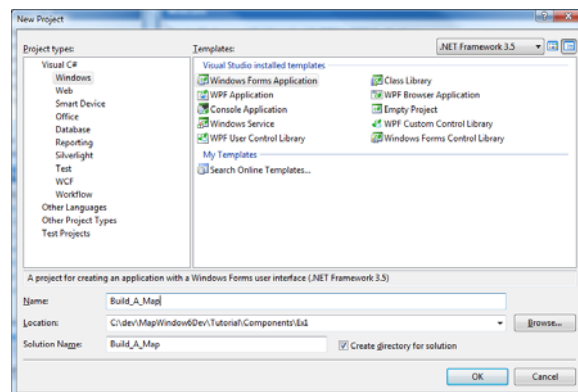 New Project
Project types:
Templates:
.NET Framework 3.5
Visual C#
Windows
Web
Smart Device
Office
Database
Reporting
Silverlight
Test
WCF
Workflow
Other Languages
Other Project Types
Test Projects
Visual Studio installed templates
Windows Forms Application
Class Library
WPF Application
WPF Browser Application
Console Application
Empty Project
Windows Service
WPF Custom Control Library
WPF User Control Library
Windows Forms Control Library
My Templates
Search Online Templates...
A project for creating an application with a Windows Forms user interface (.NET Framework 3.5)
Name:
Build_A_Map
Location:
C:\dev\MapWindow6Dev\Tutorial\Components\Ex1
Browse...
Solution Name:
Build_A_Map
Create directory for solution
OK
Cancel